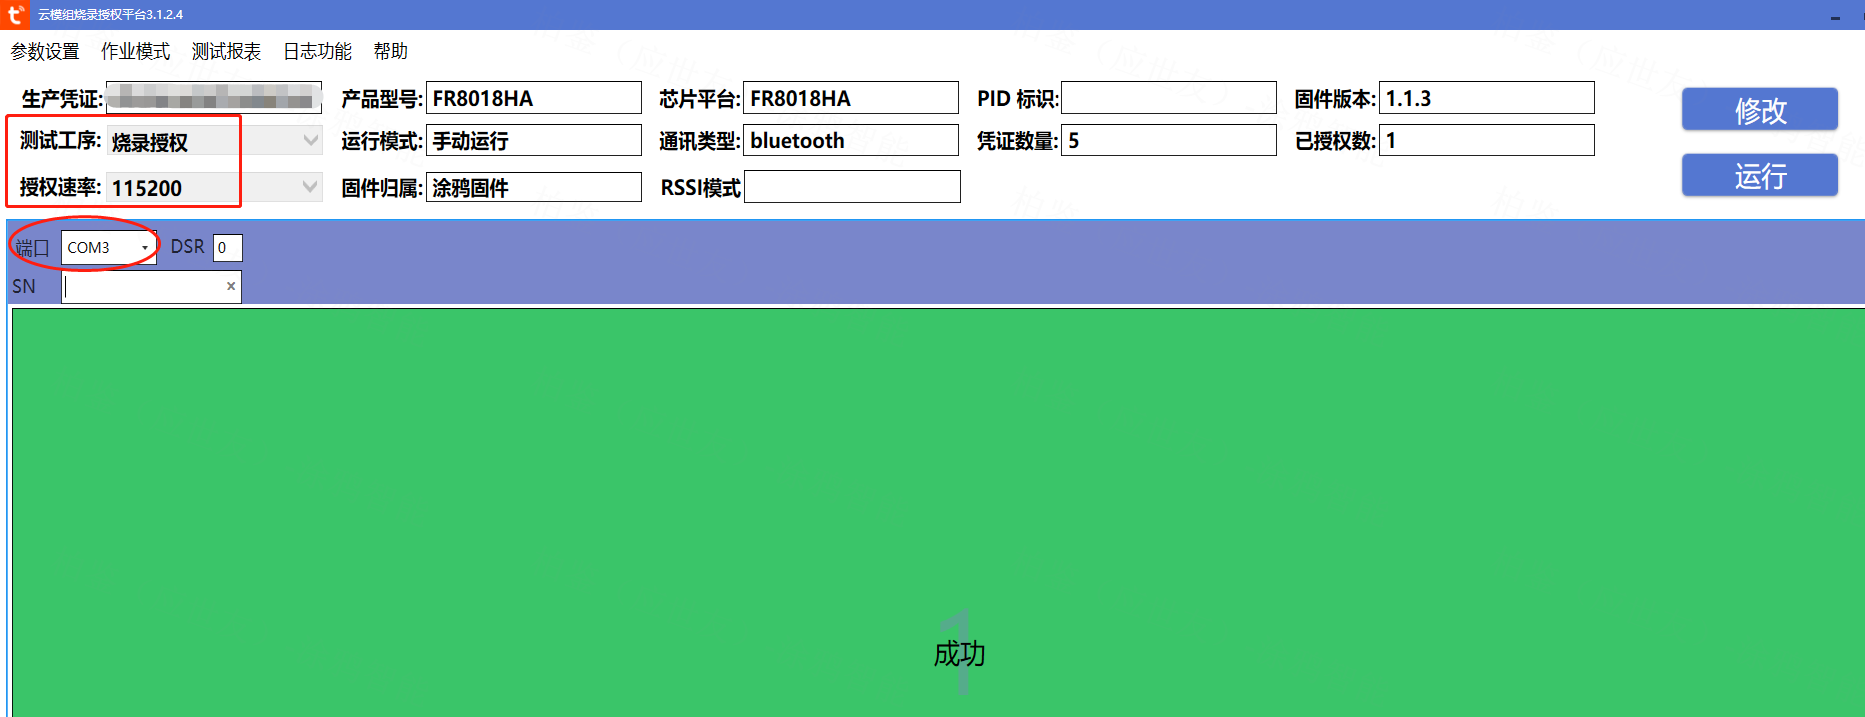 云模组烧录授权平台3.1.2.4
参数设置 作业模式 测试报表 日志功能 帮助
生产凭证: 产品型号: FR8018HA 芯片平台: FR8018HA PID 标识: 固件版本: 1.1.3 修改
测试工序: 烧录授权 运行模式: 手动运行 通讯类型: bluetooth 凭证数量: 5 已授权数: 1
授权速率: 115200 固件归属: 涂鸦固件 RSSI模式 运行
端口 COM3 DSR 0
SN
1
成功